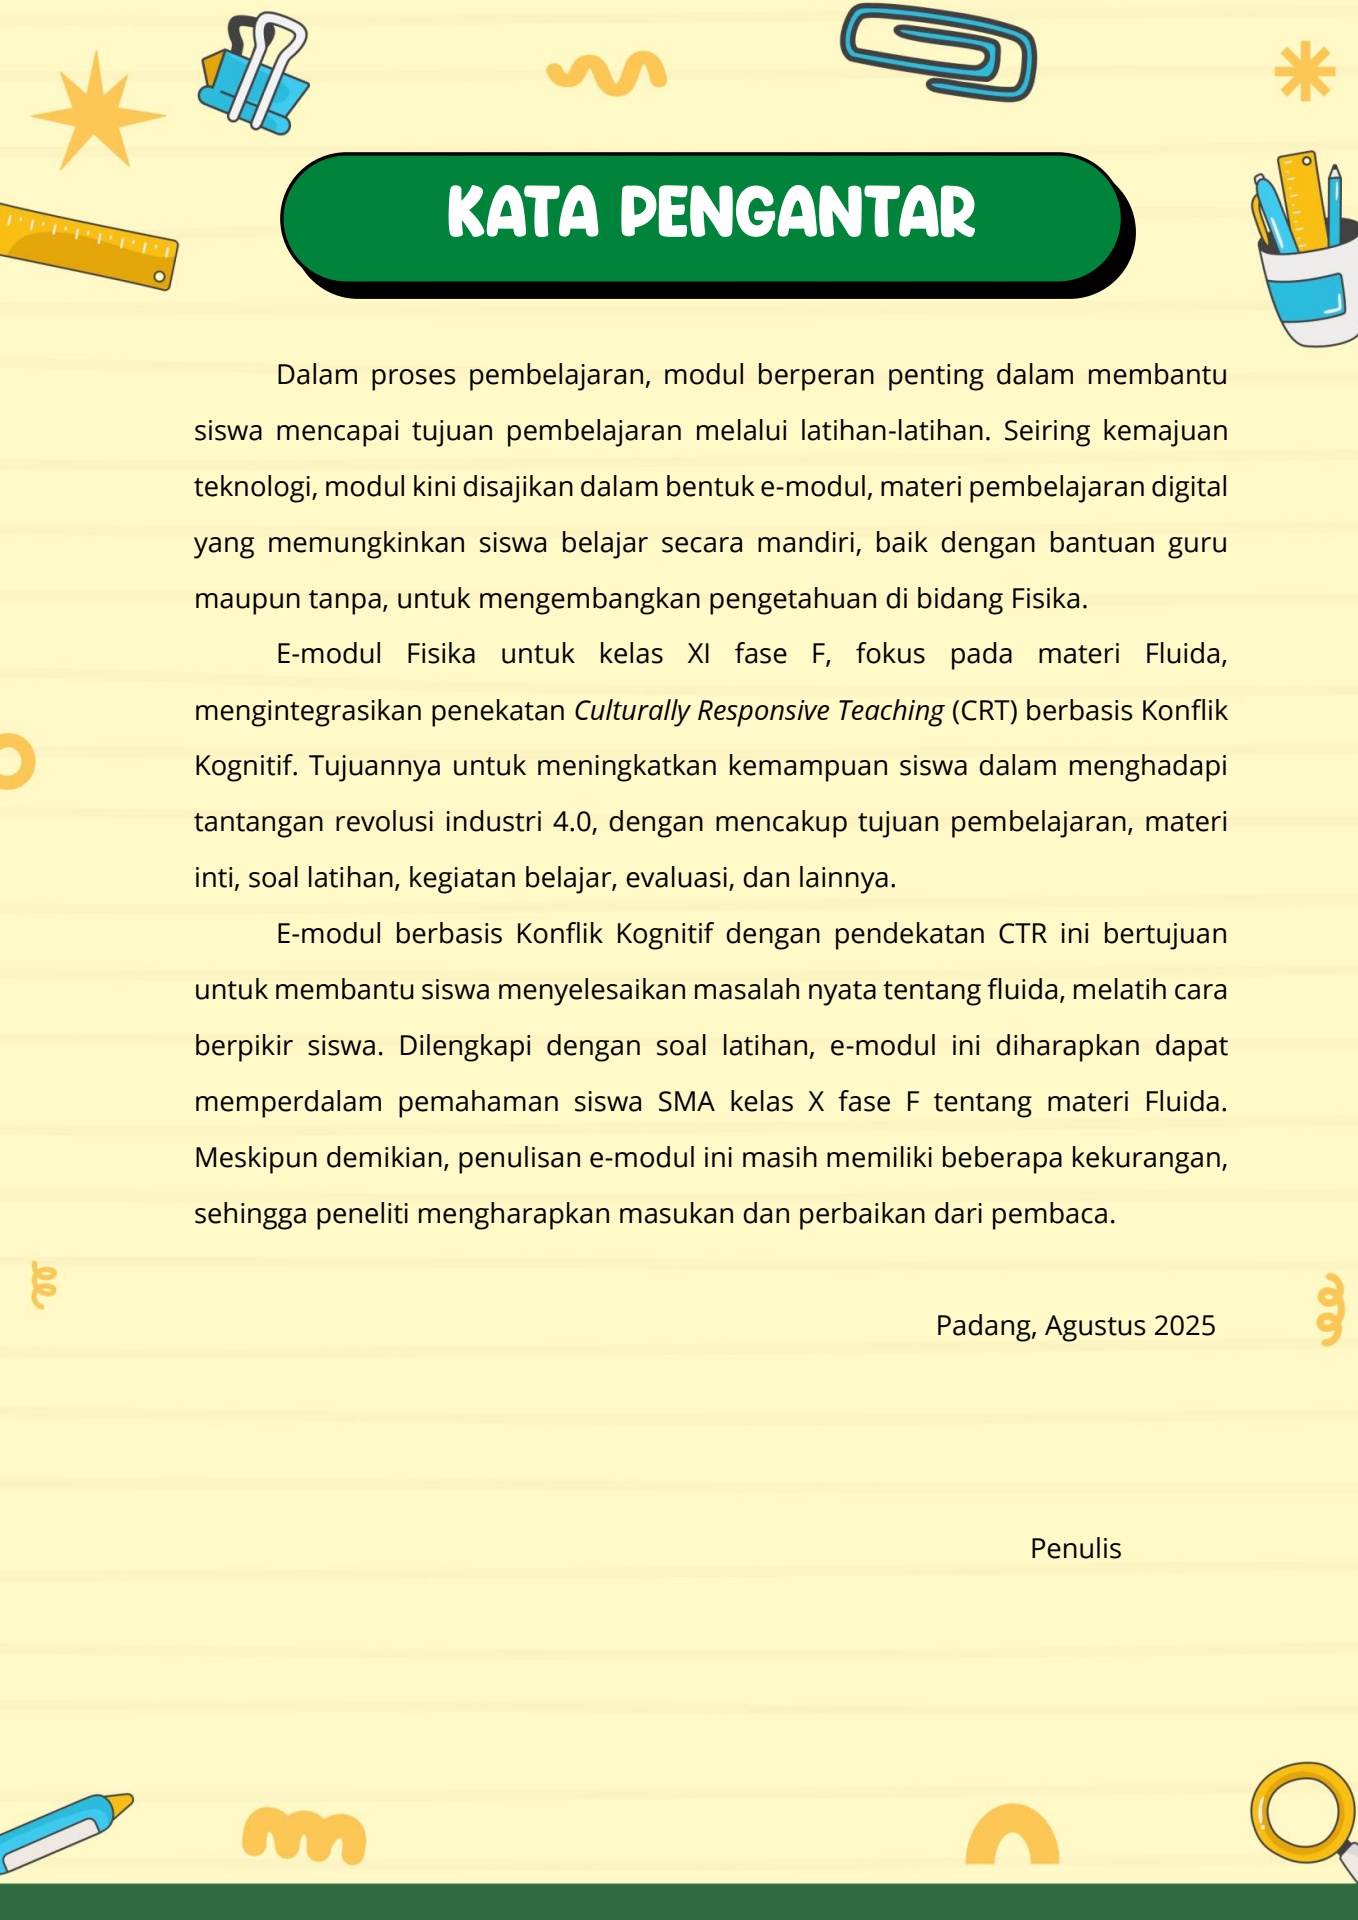 KATA PENGANTAR
Dalam proses pembelajaran, modul berperan penting dalam membantu
siswa mencapai tujuan pembelajaran melalui latihan-latihan. Seiring kemajuan
teknologi, modul kini disajikan dalam bentuk e-modul, materi pembelajaran digital
yang memungkinkan siswa belajar secara mandiri, baik dengan bantuan guru
maupun tanpa, untuk mengembangkan pengetahuan di bidang Fisika.
E-modul Fisika untuk kelas XI fase F, fokus pada materi Fluida,
mengintegrasikan penekatan Culturally Responsive Teaching (CRT) berbasis Konflik
Kognitif. Tujuannya untuk meningkatkan kemampuan siswa dalam menghadapi
tantangan revolusi industri 4.0, dengan mencakup tujuan pembelajaran, materi
inti, soal latihan, kegiatan belajar, evaluasi, dan lainnya.
E-modul berbasis Konflik Kognitif dengan pendekatan CTR ini bertujuan
untuk membantu siswa menyelesaikan masalah nyata tentang fluida, melatih cara
berpikir siswa. Dilengkapi dengan soal latihan, e-modul ini diharapkan dapat
memperdalam pemahaman siswa SMA kelas X fase F tentang materi Fluida.
Meskipun demikian, penulisan e-modul ini masih memiliki beberapa kekurangan,
sehingga peneliti mengharapkan masukan dan perbaikan dari pembaca.
Padang, Agustus 2025
Penulis